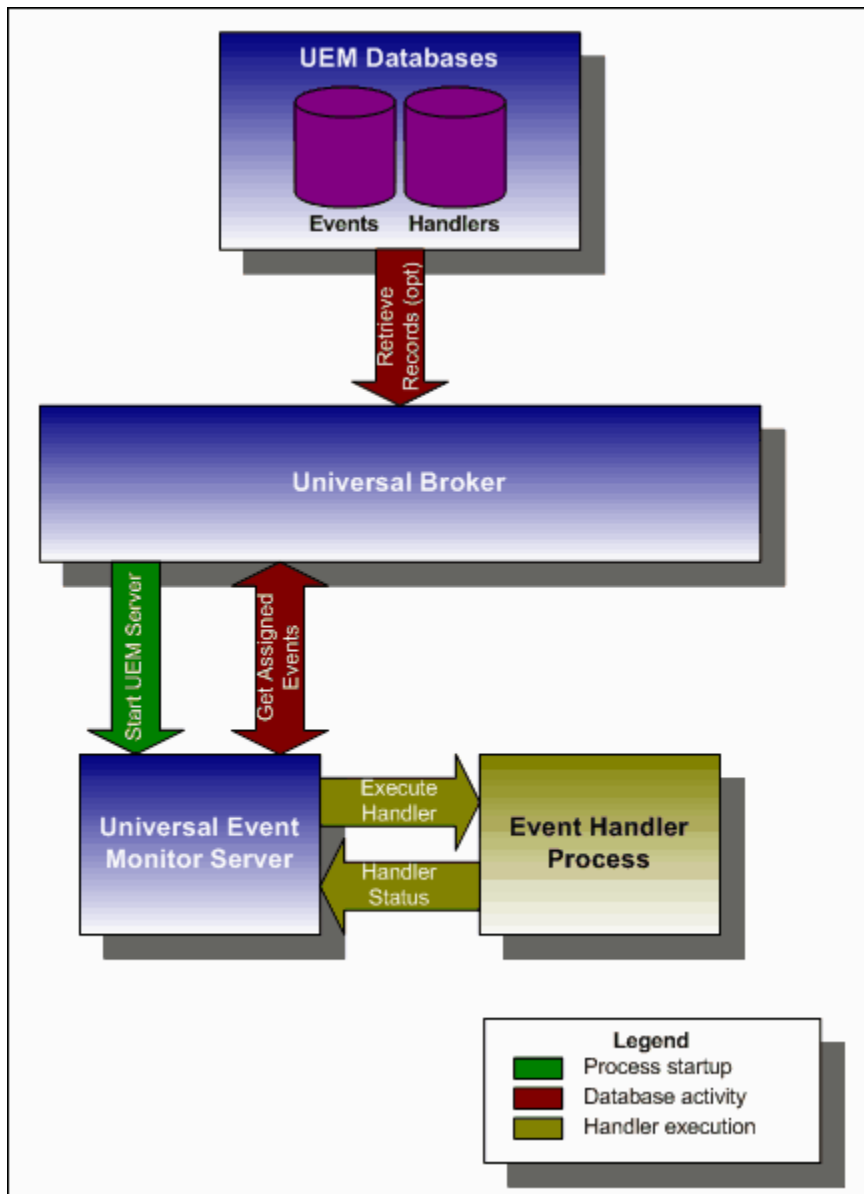 UEM Databases
Events
Handlers
Retrieve
Records (opt)
Universal Broker
Start UEM Server
Get Assigned
Events
Universal Event
Monitor Server
Execute
Handler
Handler
Status
Event Handler
Process
Legend
Process startup
Database activity
Handler execution